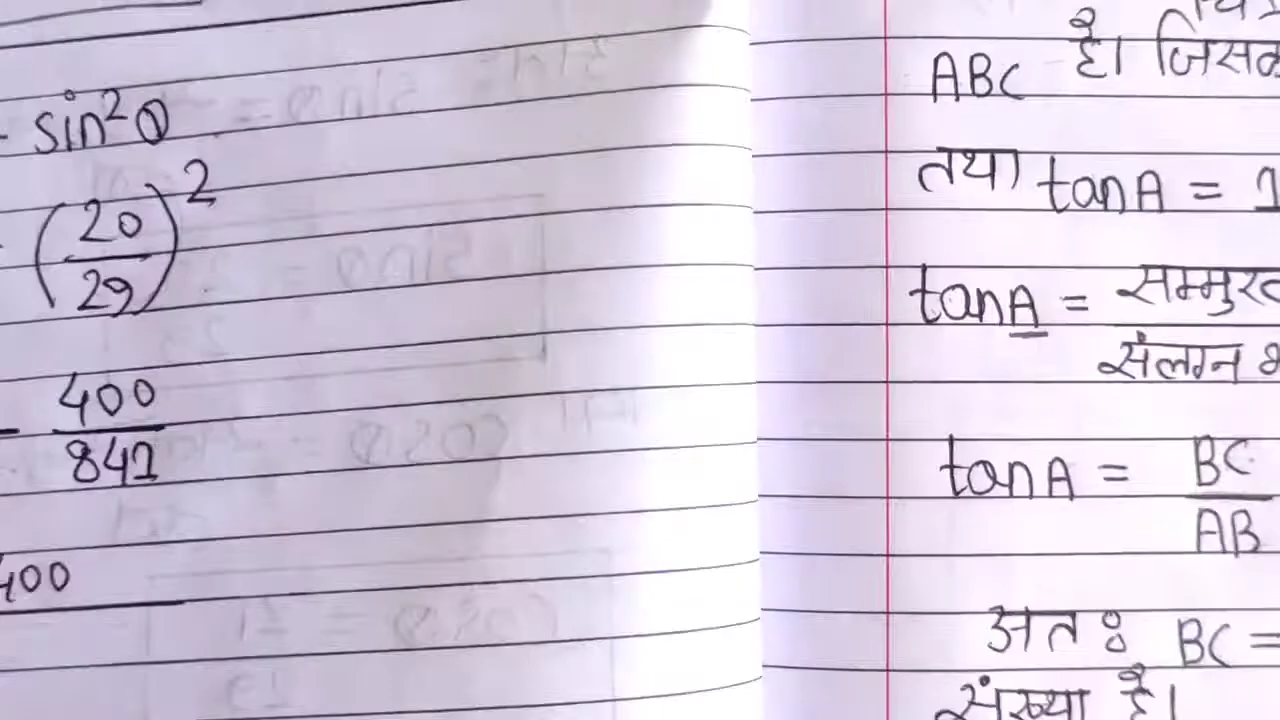 - sin²θ
- (20/29)²
- 400/841
400
ABC है। जिसक
तथा tanA = 1
tanA = सम्मुख/संलग्न
tanA = BC/AB
अतः BC =
संख्या है।